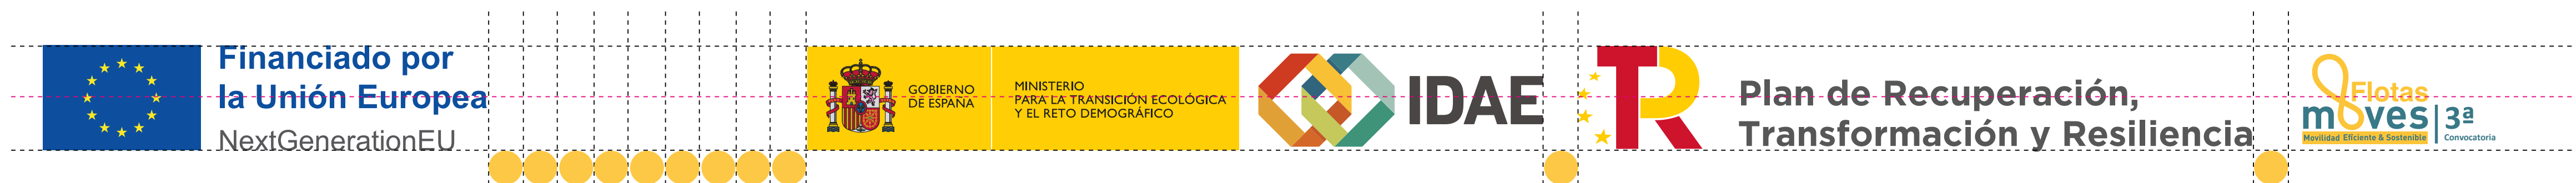 Financiado por
la Unión Europea
NextGenerationEU
GOBIERNO
DE ESPAÑA
MINISTERIO
PARA LA TRANSICIÓN ECOLÓGICA
Y EL RETO DEMOGRÁFICO
IDAE
TR
Plan de Recuperación,
Transformación y Resiliencia
Flotas
moves
Movilidad Eficiente & Sostenible
3ª
Convocatoria